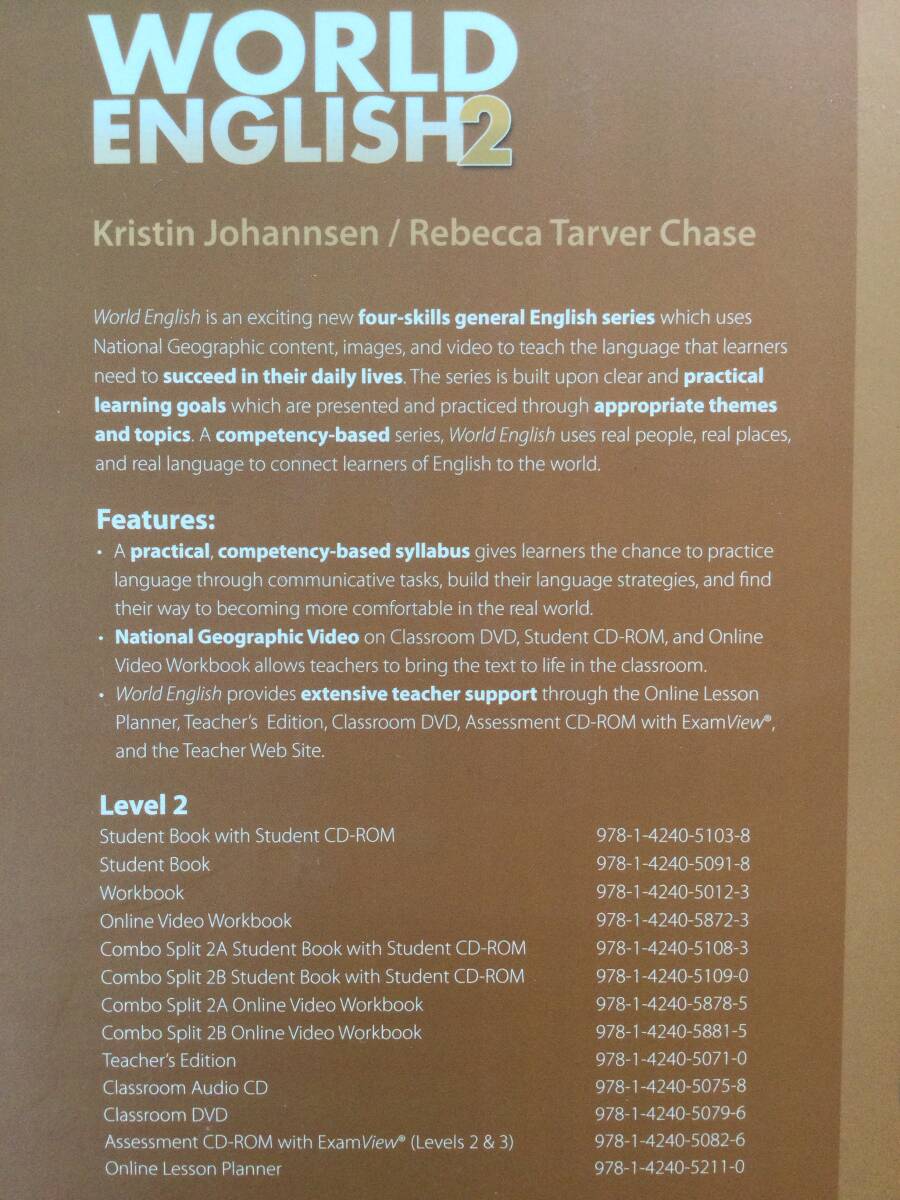 WORLD
ENGLISH2
Kristin Johannsen / Rebecca Tarver Chase
World English is an exciting new four-skills general English series which uses
National Geographic content, images, and video to teach the language that learners
need to succeed in their daily lives. The series is built upon clear and practical
learning goals which are presented and practiced through appropriate themes
and topics. A competency-based series, World English uses real people, real places,
and real language to connect learners of English to the world.
Features:
• A practical, competency-based syllabus gives learners the chance to practice
language through communicative tasks, build their language strategies, and find
their way to becoming more comfortable in the real world.
• National Geographic Video on Classroom DVD, Student CD-ROM, and Online
Video Workbook allows teachers to bring the text to life in the classroom.
• World English provides extensive teacher support through the Online Lesson
Planner, Teacher's Edition, Classroom DVD, Assessment CD-ROM with ExamView®,
and the Teacher Web Site.
Level 2
Student Book with Student CD-ROM 978-1-4240-5103-8
Student Book 978-1-4240-5091-8
Workbook 978-1-4240-5012-3
Online Video Workbook 978-1-4240-5872-3
Combo Split 2A Student Book with Student CD-ROM 978-1-4240-5108-3
Combo Split 2B Student Book with Student CD-ROM 978-1-4240-5109-0
Combo Split 2A Online Video Workbook 978-1-4240-5878-5
Combo Split 2B Online Video Workbook 978-1-4240-5881-5
Teacher's Edition 978-1-4240-5071-0
Classroom Audio CD 978-1-4240-5075-8
Classroom DVD 978-1-4240-5079-6
Assessment CD-ROM with ExamView® (Levels 2 & 3) 978-1-4240-5082-6
Online Lesson Planner 978-1-4240-5211-0